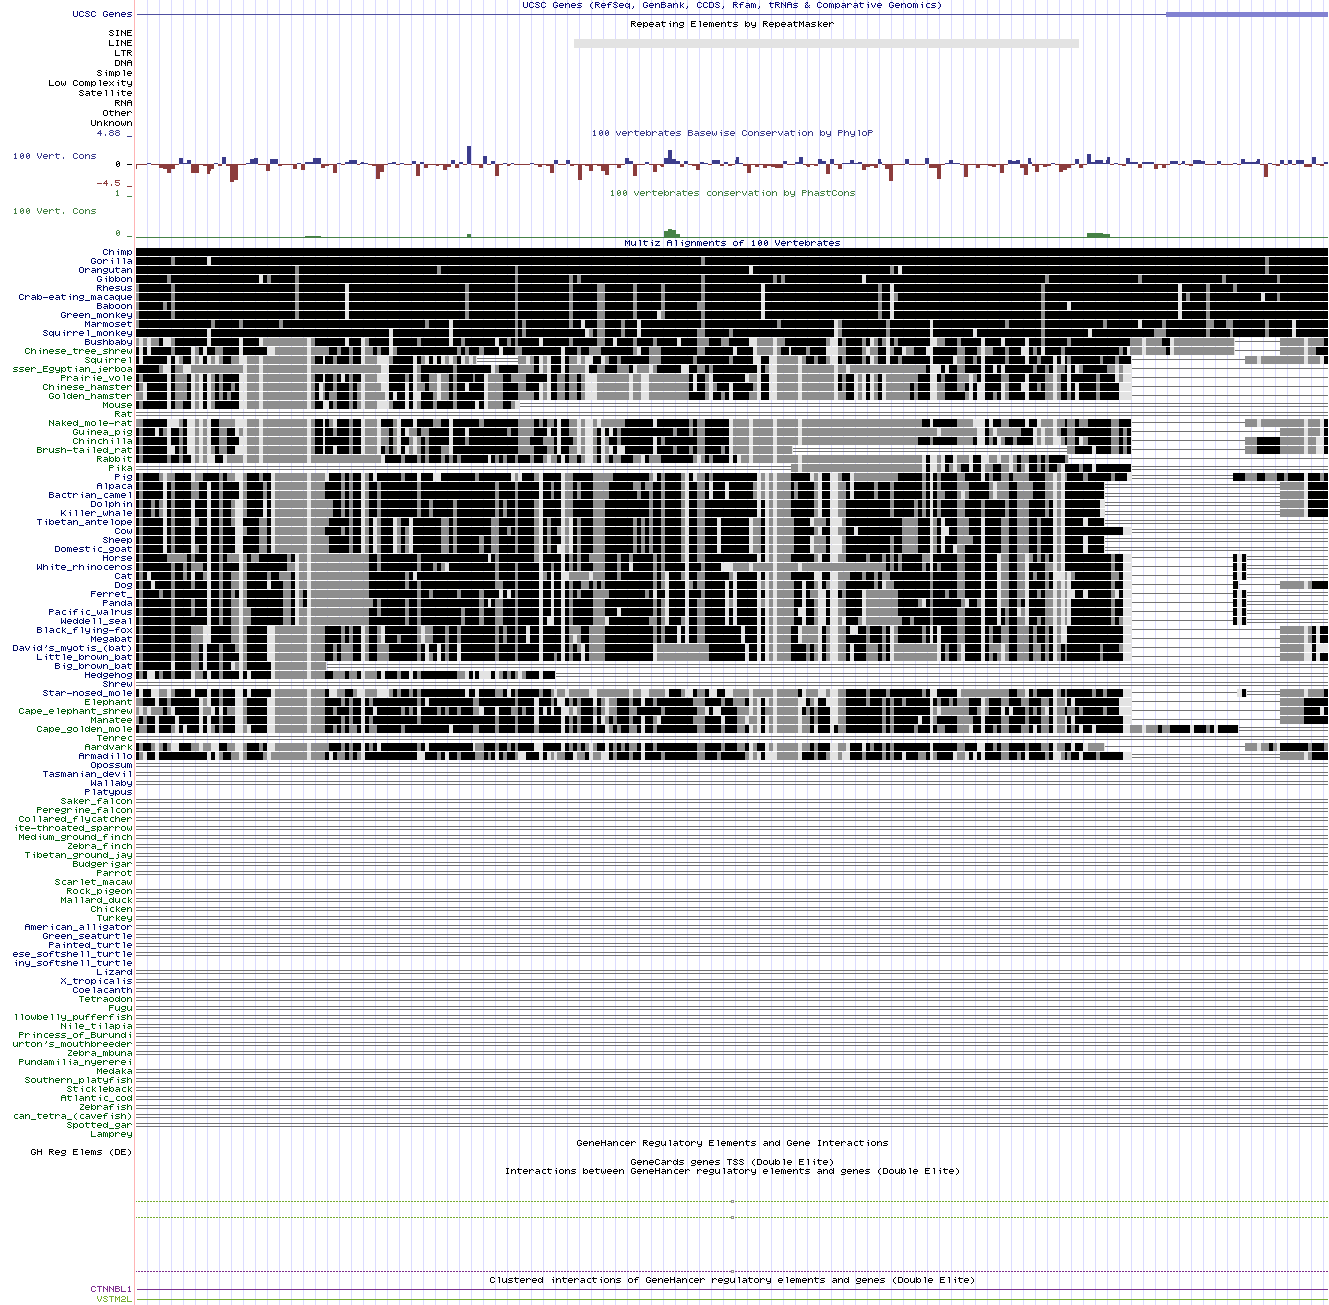 UCSC Genes (RefSeq, GenBank, CCDS, Rfam, tRNAs & Comparative Genomics)
UCSC Genes
Repeating Elements by RepeatMasker
SINE
LINE
LTR
DNA
Simple
Low Complexity
Satellite
RNA
Other
Unknown
4.88 _
100 vertebrates Basewise Conservation by PhyloP
100 Vert. Cons
0 _
-4.5 _
100 vertebrates conservation by PhastCons
1 _
100 Vert. Cons
0 _
Multiz Alignments of 100 Vertebrates
Chimp
Gorilla
Orangutan
Gibbon
Rhesus
Crab-eating_macaque
Baboon
Green_monkey
Marmoset
Squirrel_monkey
Bushbaby
Chinese_tree_shrew
Squirrel
sser_Egyptian_jerboa
Prairie_vole
Chinese_hamster
Golden_hamster
Mouse
Rat
Naked_mole-rat
Guinea_pig
Chinchilla
Brush-tailed_rat
Rabbit
Pika
Pig
Alpaca
Bactrian_camel
Dolphin
Killer_whale
Tibetan_antelope
Cow
Sheep
Domestic_goat
Horse
White_rhinoceros
Cat
Dog
Ferret_
Panda
Pacific_walrus
Weddell_seal
Black_flying-fox
Megabat
David's_myotis_(bat)
Little_brown_bat
Big_brown_bat
Hedgehog
Shrew
Star-nosed_mole
Elephant
Cape_elephant_shrew
Manatee
Cape_golden_mole
Tenrec
Aardvark
Armadillo
Opossum
Tasmanian_devil
Wallaby
Platypus
Saker_falcon
Peregrine_falcon
Collared_flycatcher
ite-throated_sparrow
Medium_ground_finch
Zebra_finch
Tibetan_ground_jay
Budgerigar
Parrot
Scarlet_macaw
Rock_pigeon
Mallard_duck
Chicken
Turkey
American_alligator
Green_seaturtle
Painted_turtle
ese_softshell_turtle
iny_softshell_turtle
Lizard
X_tropicalis
Coelacanth
Tetraodon
Fugu
llowbelly_pufferfish
Nile_tilapia
Princess_of_Burundi
urton's_mouthbreeder
Zebra_mbuna
Pundamilia_nyererei
Medaka
Southern_platyfish
Stickleback
Atlantic_cod
Zebrafish
can_tetra_(cavefish)
Spotted_gar
Lamprey
GeneHancer Regulatory Elements and Gene Interactions
GH Reg Elems (DE)
GeneCards genes TSS (Double Elite)
Interactions between GeneHancer regulatory elements and genes (Double Elite)
Clustered interactions of GeneHancer regulatory elements and genes (Double Elite)
CTNNBL1
VSTM2L